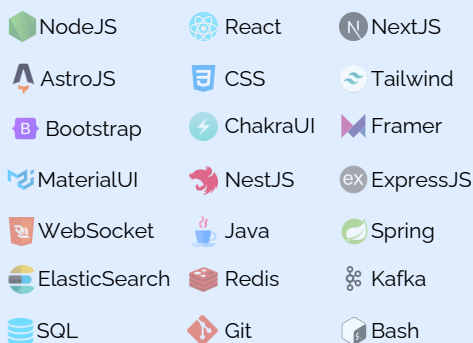 NodeJS React NextJS
AstroJS CSS Tailwind
Bootstrap ChakraUI Framer
MaterialUI NestJS ExpressJS
WebSocket Java Spring
ElasticSearch Redis Kafka
SQL Git Bash